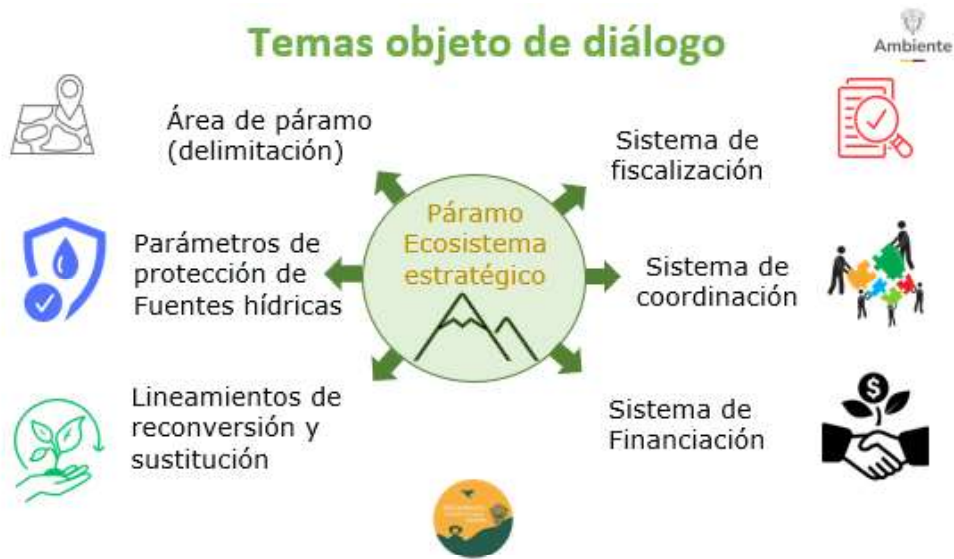 Temas objeto de diálogo
Ambiente
Área de páramo
(delimitación)
Parámetros de
protección de
Fuentes hídricas
Lineamientos de
reconversión y
sustitución
Páramo
Ecosistema
estratégico
Sistema de
fiscalización
Sistema de
coordinación
$
Sistema de
Financiación